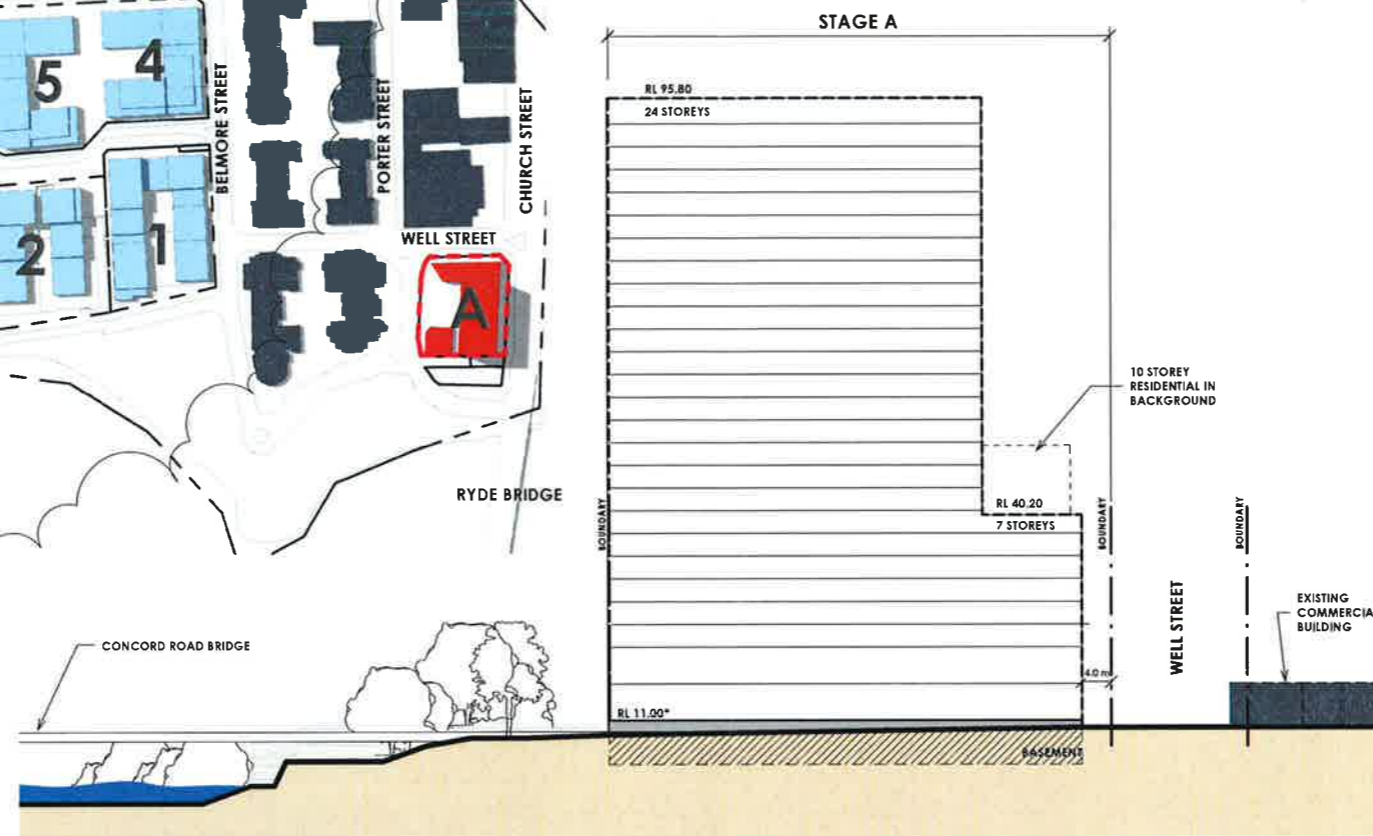 5
4
2
1
A
BELMORE STREET
PORTER STREET
CHURCH STREET
WELL STREET
RYDE BRIDGE
STAGE A
RL 95.80
24 STOREYS
10 STOREY
RESIDENTIAL IN
BACKGROUND
RL 40.20
7 STOREYS
BOUNDARY
BOUNDARY
BOUNDARY
WELL STREET
EXISTING
COMMERCIA
BUILDING
4.0 m
CONCORD ROAD BRIDGE
RL 11.00*
BASEMENT